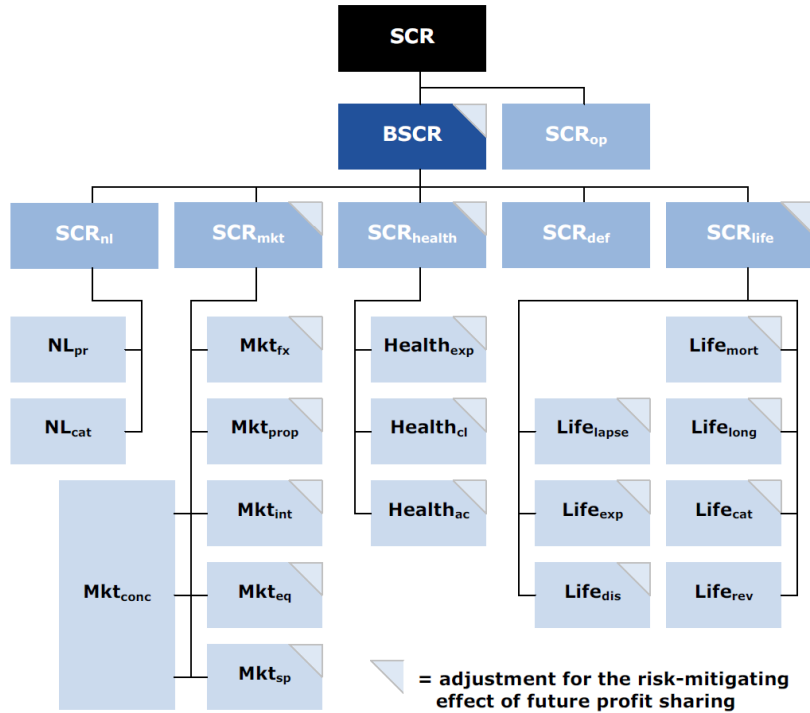 SCR
BSCR
SCRop
SCRnl
SCRmkt
SCRhealth
SCRdef
SCRlife
NLpr
Mktfx
Healthexp
Lifemort
NLcat
Mktprop
Healthcl
Lifelapse
Lifelong
Mktint
Healthac
Lifeexp
Lifecat
Mktconc
Mkteq
Lifedis
Liferev
Mktsp
= adjustment for the risk-mitigating
effect of future profit sharing